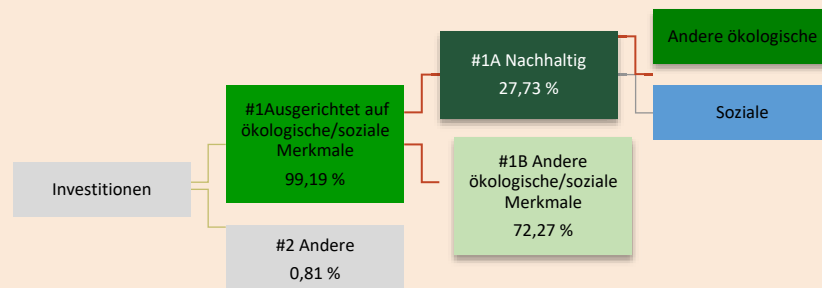 Investitionen
#1Ausgerichtet auf
ökologische/soziale
Merkmale
99,19 %
#2 Andere
0,81 %
#1A Nachhaltig
27,73 %
#1B Andere
ökologische/soziale
Merkmale
72,27 %
Andere ökologische
Soziale